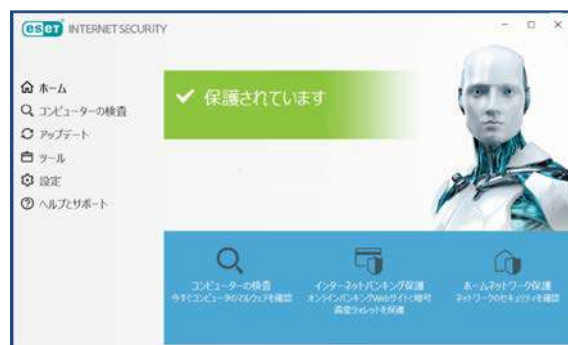 eset INTERNET SECURITY
ホーム
コンピューターの検査
アップデート
ツール
設定
ヘルプとサポート
保護されています
コンピューターの検査
今すぐコンピュータのマルウェアを確認
インターネットバンキング保護
オンラインバンキングWebサイトと暗号
資産ウォレットを保護
ホームネットワーク保護
ネットワークのセキュリティを確認